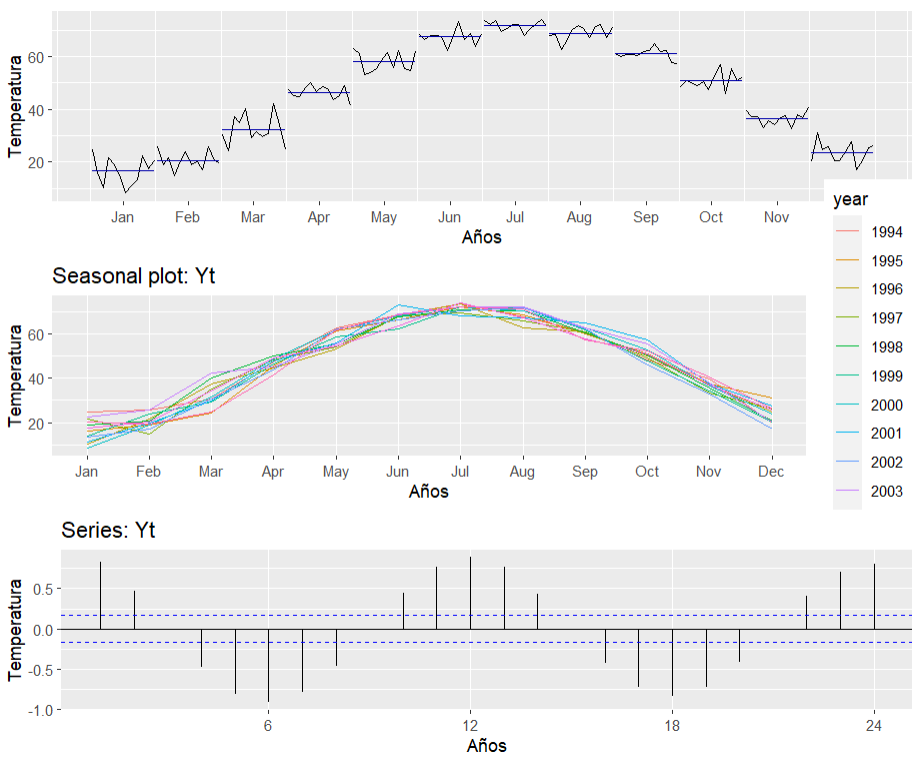 Temperatura
60
40
20
Jan Feb Mar Apr May Jun Jul Aug Sep Oct Nov
Años
year
1994
1995
1996
1997
1998
1999
2000
2001
2002
2003
Seasonal plot: Yt
Temperatura
60
40
20
Jan Feb Mar Apr May Jun Jul Aug Sep Oct Nov Dec
Años
Series: Yt
Temperatura
0.5
0.0
-0.5
-1.0
6 12 18 24
Años